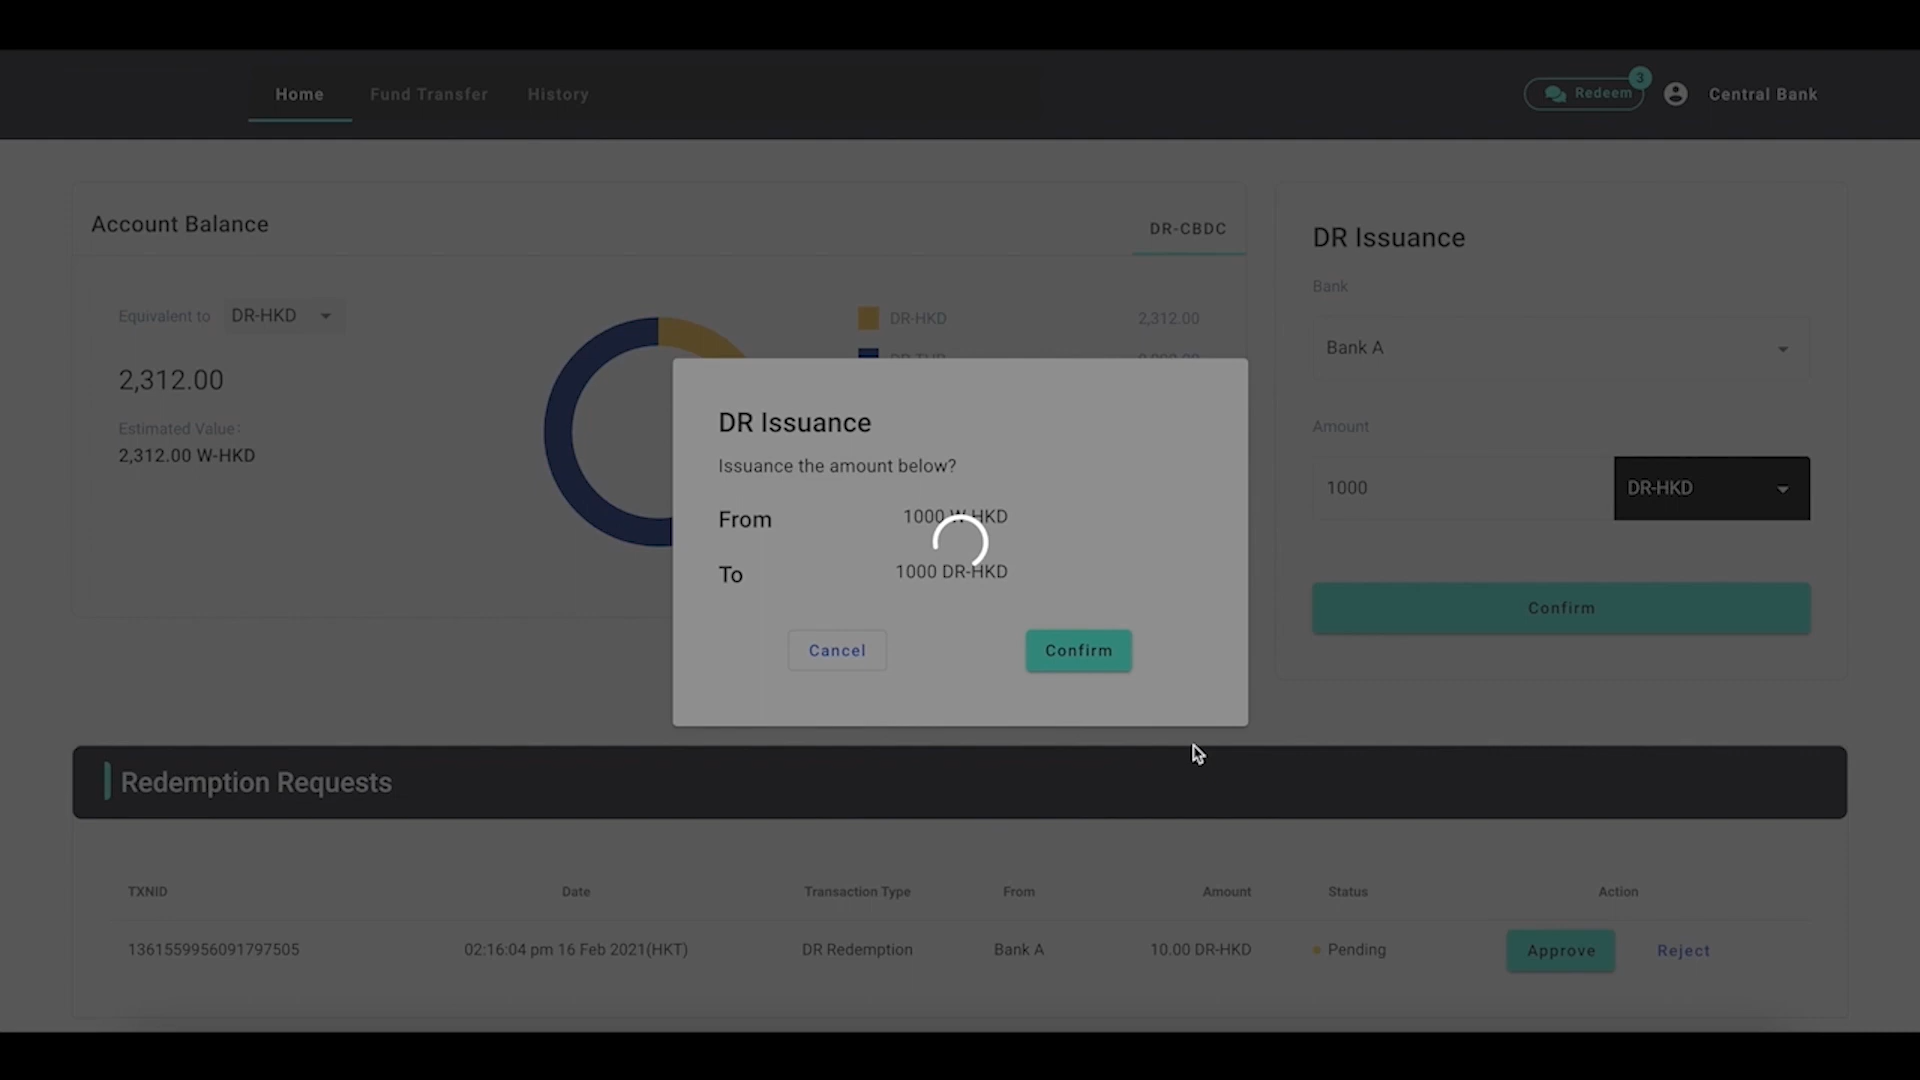 Home
Fund Transfer
History
Redeem
3
Central Bank
Account Balance
DR-CBDC
Equivalent to DR-HKD
2,312.00
Estimated Value:
2,312.00 W-HKD
DR-HKD 2,312.00
DR Issuance
Bank
Bank A
Amount
1000 DR-HKD
Confirm
DR Issuance
Issuance the amount below?
From 1000 W-HKD
To 1000 DR-HKD
Cancel
Confirm
Redemption Requests
TXNID Date Transaction Type From Amount Status Action
1361559956091797505 02:16:04 pm 16 Feb 2021(HKT) DR Redemption Bank A 10.00 DR-HKD Pending Approve Reject